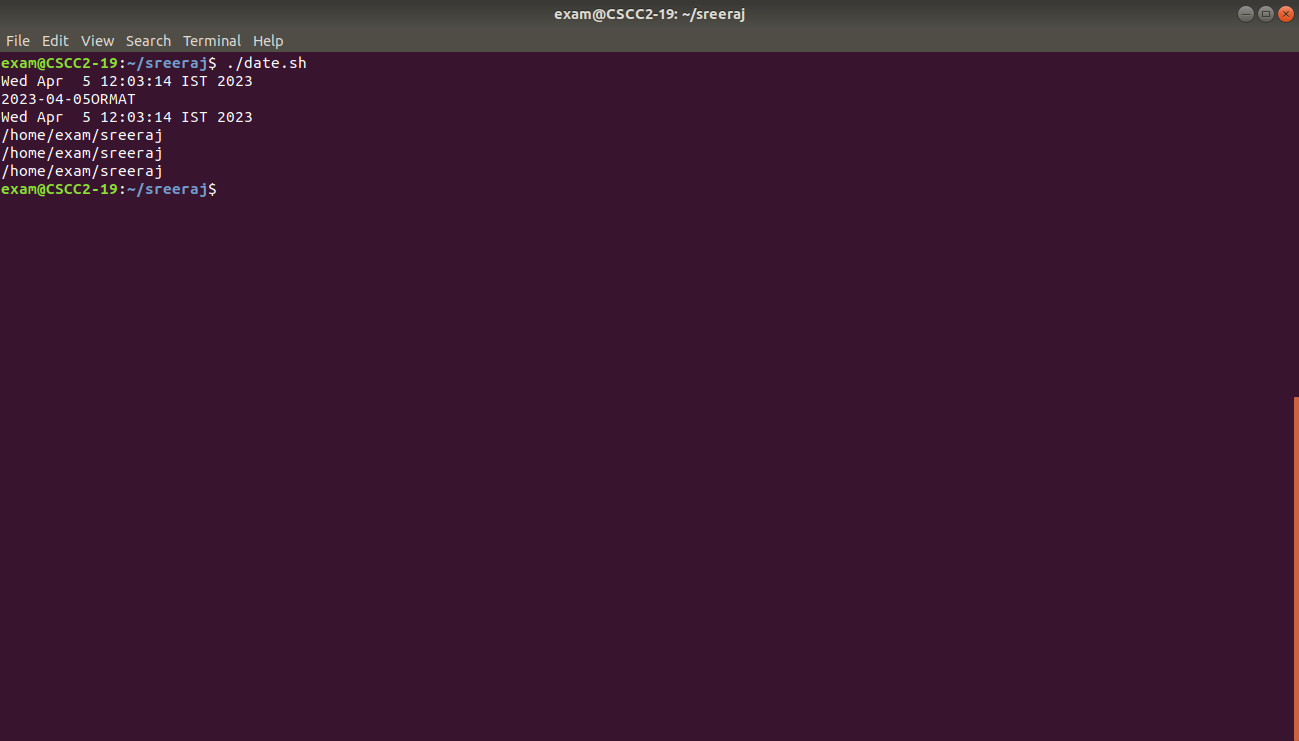 exam@CSCC2-19: ~/sreeraj
File Edit View Search Terminal Help
exam@CSCC2-19:~/sreeraj$ ./date.sh
Wed Apr  5 12:03:14 IST 2023
2023-04-05ORMAT
Wed Apr  5 12:03:14 IST 2023
/home/exam/sreeraj
/home/exam/sreeraj
/home/exam/sreeraj
exam@CSCC2-19:~/sreeraj$